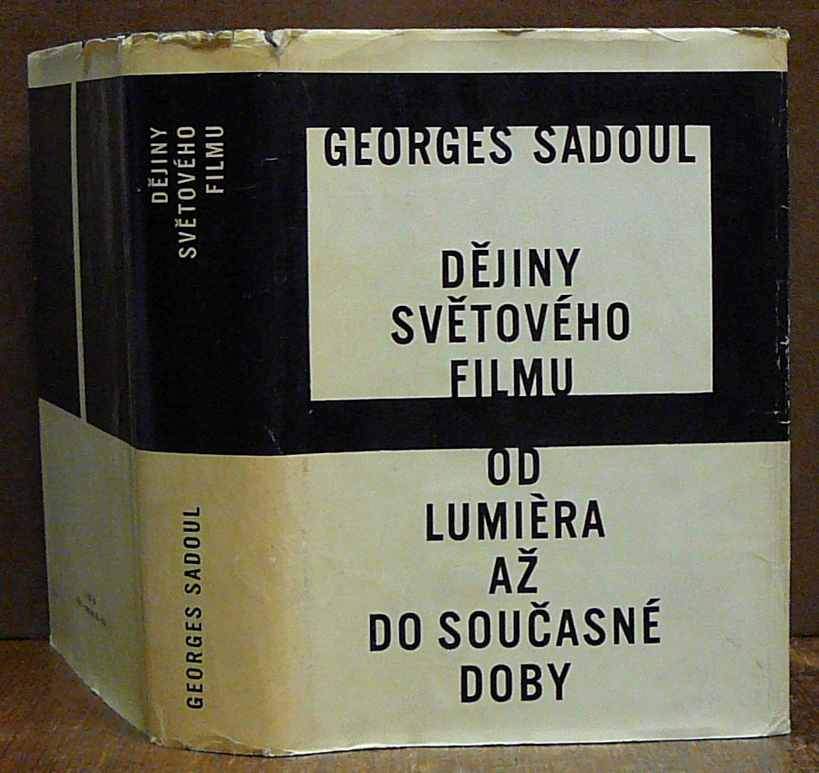 DĚJINY
SVĚTOVÉHO
FILMU
GEORGES SADOUL
GEORGES SADOUL
DĚJINY
SVĚTOVÉHO
FILMU
OD
LUMIÈRA
AŽ
DO SOUČASNÉ
DOBY